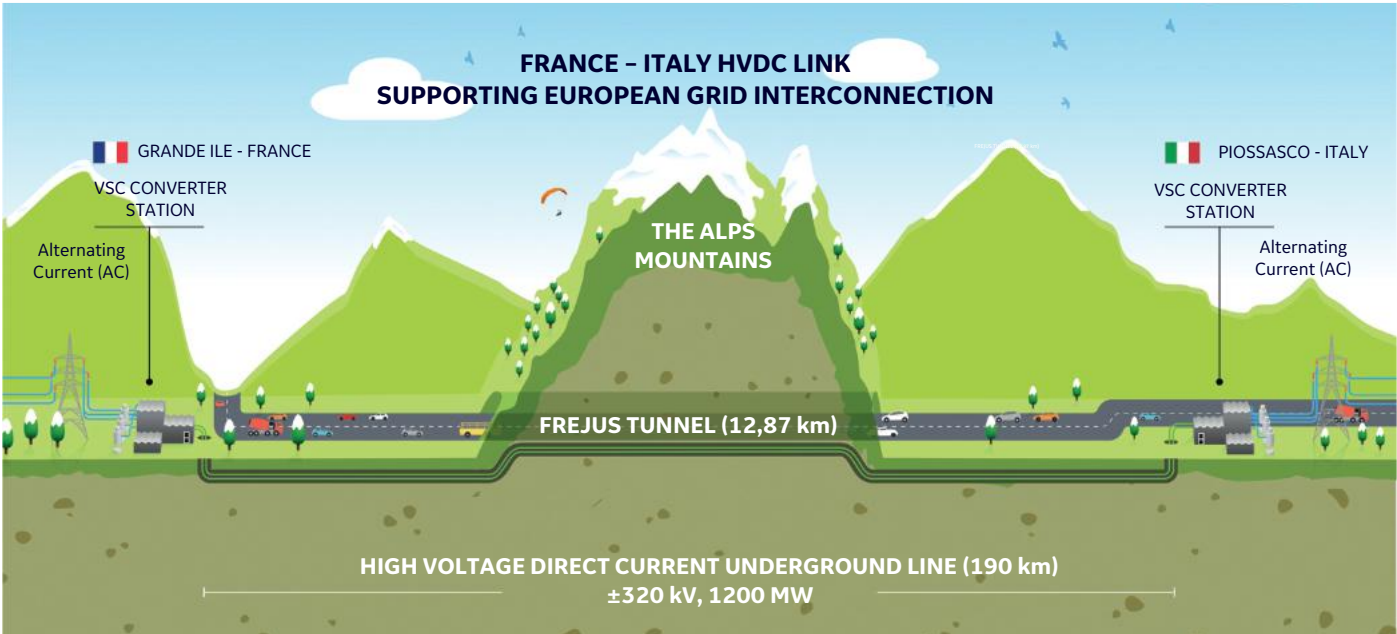 FRANCE – ITALY HVDC LINK
SUPPORTING EUROPEAN GRID INTERCONNECTION
GRANDE ILE - FRANCE
VSC CONVERTER
STATION
Alternating
Current (AC)
PIOSSASCO - ITALY
VSC CONVERTER
STATION
Alternating
Current (AC)
THE ALPS
MOUNTAINS
FREJUS TUNNEL (12,87 km)
HIGH VOLTAGE DIRECT CURRENT UNDERGROUND LINE (190 km)
±320 kV, 1200 MW